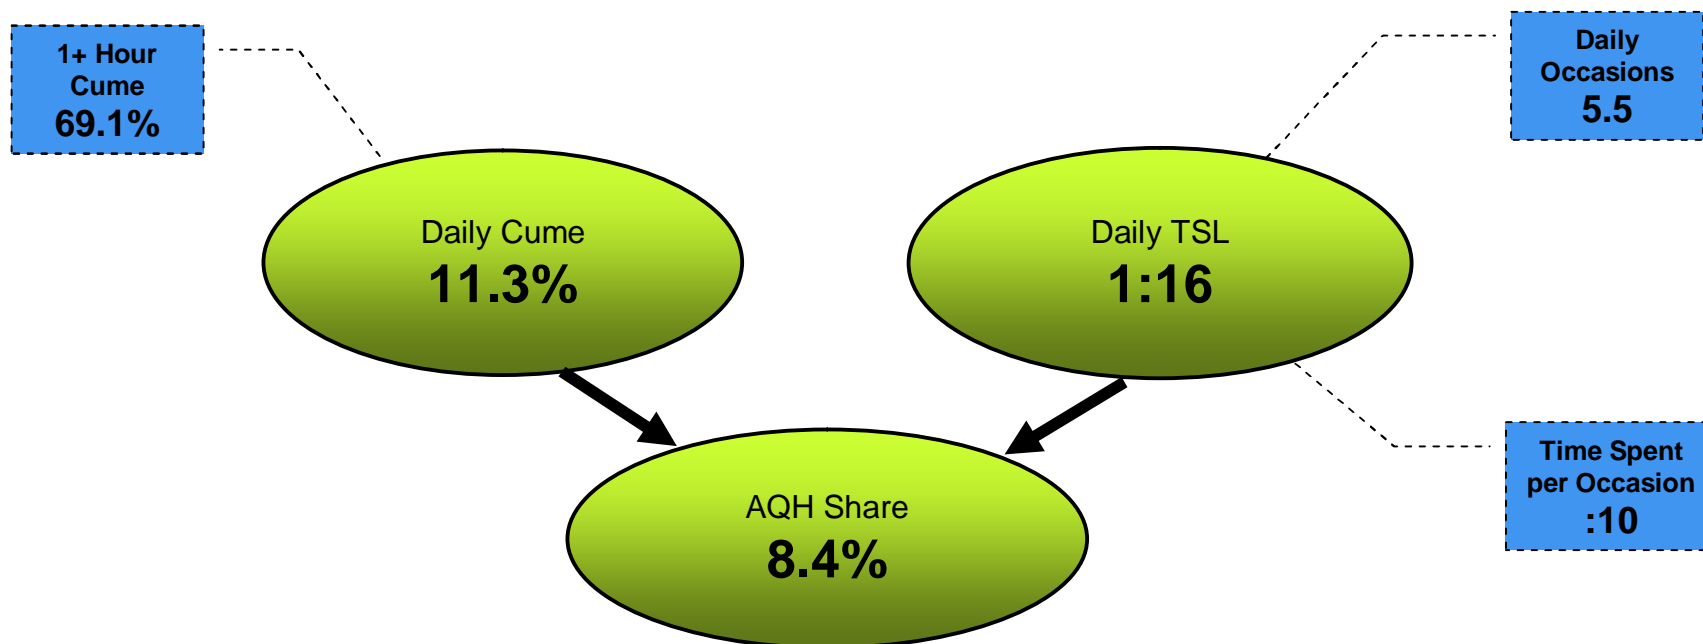 1+ Hour
Cume
69.1%
Daily
Occasions
5.5
Daily Cume
11.3%
Daily TSL
1:16
Time Spent
per Occasion
:10
AQH Share
8.4%